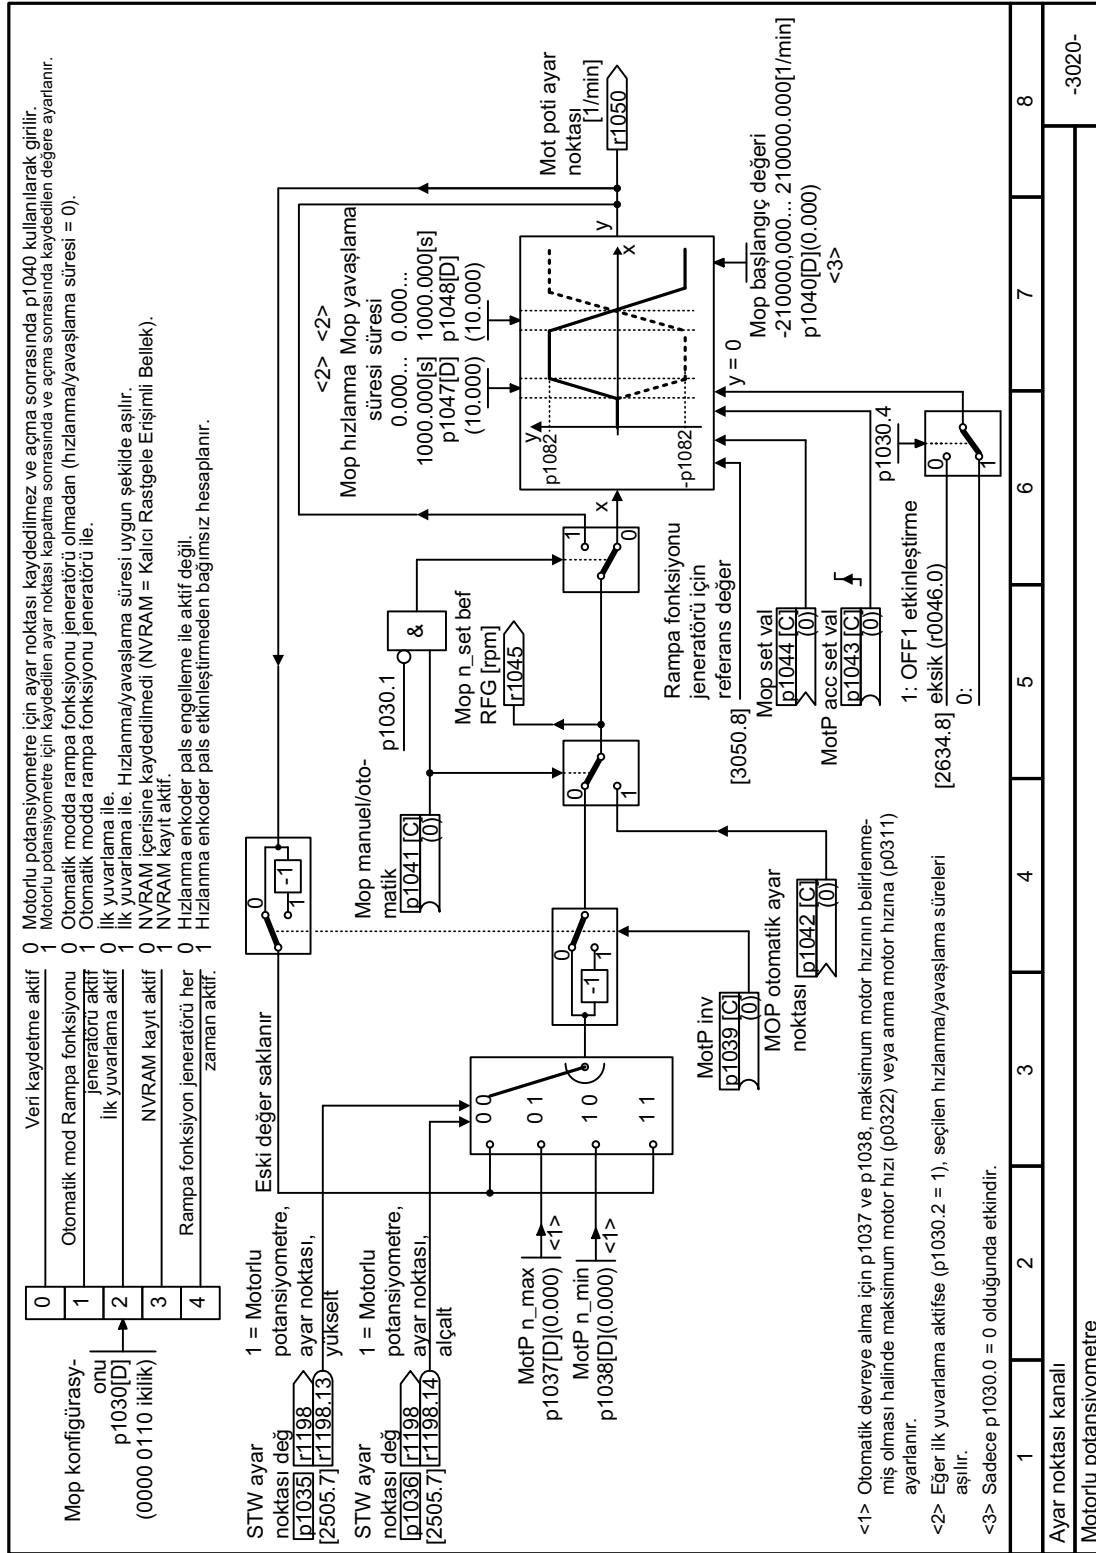 Mop konfigürasy-
onu
p1030[D]
(0000 0110 ikilik)
0
1
2
3
4
Veri kaydetme aktif
0 Motorlu potansiyometre için ayar noktası kaydedilmez ve açma sonrasında p1040 kullanılarak girilir.
1 Motorlu potansiyometre için kaydedilen ayar noktası kapatma sonrasında ve açma sonrasında kaydedilen değere ayarlanır.
Otomatik mod Rampa fonksiyonu
jeneratörü aktif
0 Otomatik modda rampa fonksiyonu jeneratörü olmadan (hızlanma/yavaşlama süresi = 0).
1 Otomatik modda rampa fonksiyonu jeneratörü ile.
İlk yuvarlama aktif
0 İlk yuvarlama ile.
1 İlk yuvarlama ile. Hızlanma/yavaşlama süresi uygun şekilde aşılır.
NVRAM kayıt aktif
0 NVRAM içerisine kaydedilmedi (NVRAM = Kalıcı Rastgele Erişimli Bellek).
1 NVRAM kayıt aktif.
Rampa fonksiyon jeneratörü her
zaman aktif.
0 Hızlanma enkoder pals engelleme ile aktif değil.
1 Hızlanma enkoder pals etkinleştirmeden bağımsız hesaplanır.
STW ayar
noktası değ
p1035 r1198
[2505.7] r1198.13
1 = Motorlu
potansiyometre,
ayar noktası,
yükselt
STW ayar
noktası değ
p1036 r1198
[2505.7] r1198.14
1 = Motorlu
potansiyometre,
ayar noktası,
alçalt
Eski değer saklanır
MotP n_max
p1037[D](0.000)
<1>
MotP n_min
p1038[D](0.000)
<1>
0 0
0 1
1 0
1 1
0
1
-1
0
1
-1
MotP inv
p1039 [C]
(0)
MOP otomatik ayar
noktası
p1042 [C]
(0)
Mop manuel/oto-
matik
p1041 [C]
(0)
p1030.1
&
0
1
Mop n_set bef
RFG [rpm]
r1045
1
0
x
<2> <2>
Mop hızlanma Mop yavaşlama
süresi süresi
0.000... 0.000...
1000.000[s] 1000.000[s]
p1047[D] p1048[D]
(10.000) (10.000)
y
p1082
-p1082
x
y
Mot poti ayar
noktası
[1/min]
r1050
Mop başlangıç değeri
-210000,000... 210000.000[1/min]
p1040[D](0.000)
<3>
y = 0
Rampa fonksiyonu
jeneratörü için
referans değer
[3050.8]
Mop set val
p1044 [C]
(0)
MotP acc set val
p1043 [C]
(0)
p1030.4
1: OFF1 etkinleştirme
[2634.8] eksik (r0046.0)
0:
0
1
<1> Otomatik devreye alma için p1037 ve p1038, maksimum motor hızının belirlenme-
miş olması halinde maksimum motor hızı (p0322) veya anma motor hızına (p0311)
ayarlanır.
<2> Eğer ilk yuvarlama aktifse (p1030.2 = 1), seçilen hızlanma/yavaşlama süreleri
aşılır.
<3> Sadece p1030.0 = 0 olduğunda etkindir.
1 2 3 4 5 6 7 8
Ayar noktası kanalı
Motorlu potansiyometre
-3020-